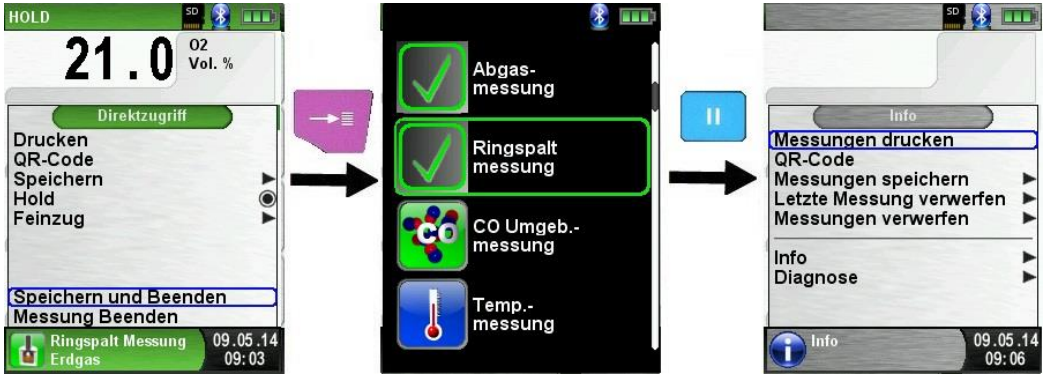 HOLD
SD
21.0
O2
Vol. %
Direktzugriff
Drucken
QR-Code
Speichern
Hold
Feinzug
Speichern und Beenden
Messung Beenden
Ringspalt Messung
Erdgas
09.05.14
09:03
Abgas-
messung
Ringspalt
messung
CO
CO Umgeb.-
messung
Temp.-
messung
SD
Info
Messungen drucken
QR-Code
Messungen speichern
Letzte Messung verwerfen
Messungen verwerfen
Info
Diagnose
i
Info
09.05.14
09:06